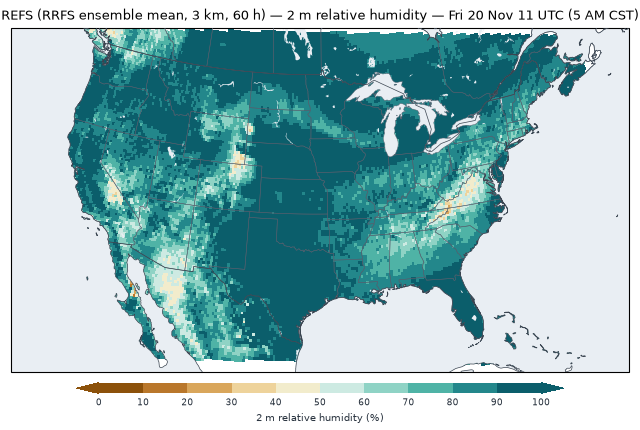 REFS (RRFS ensemble mean, 3 km, 60 h) — 2 m relative humidity — Fri 20 Nov 11 UTC (5 AM CST)
0 10 20 30 40 50 60 70 80 90 100
2 m relative humidity (%)